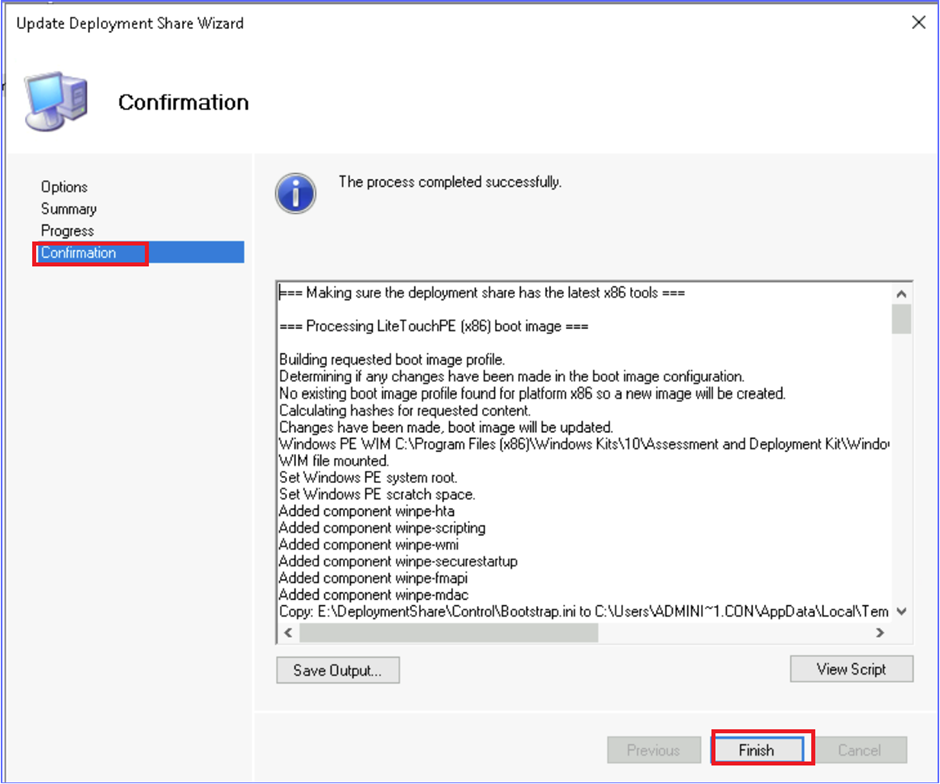 Update Deployment Share Wizard
Confirmation
Options
Summary
Progress
Confirmation
The process completed successfully.
=== Making sure the deployment share has the latest x86 tools ===
=== Processing LiteTouchPE (x86) boot image ===
Building requested boot image profile.
Determining if any changes have been made in the boot image configuration.
No existing boot image profile found for platform x86 so a new image will be created.
Calculating hashes for requested content.
Changes have been made, boot image will be updated.
Windows PE WIM C:\Program Files (x86)\Windows Kits\10\Assessment and Deployment Kit\Windo
WIM file mounted.
Set Windows PE system root.
Set Windows PE scratch space.
Added component winpe-hta
Added component winpe-scripting
Added component winpe-wmi
Added component winpe-securestartup
Added component winpe-fmapi
Added component winpe-mdac
Copy: E:\DeploymentShare\Control\Bootstrap.ini to C:\Users\ADMINI~1.CON\AppData\Local\Tem
Save Output...
View Script
Previous
Finish
Cancel